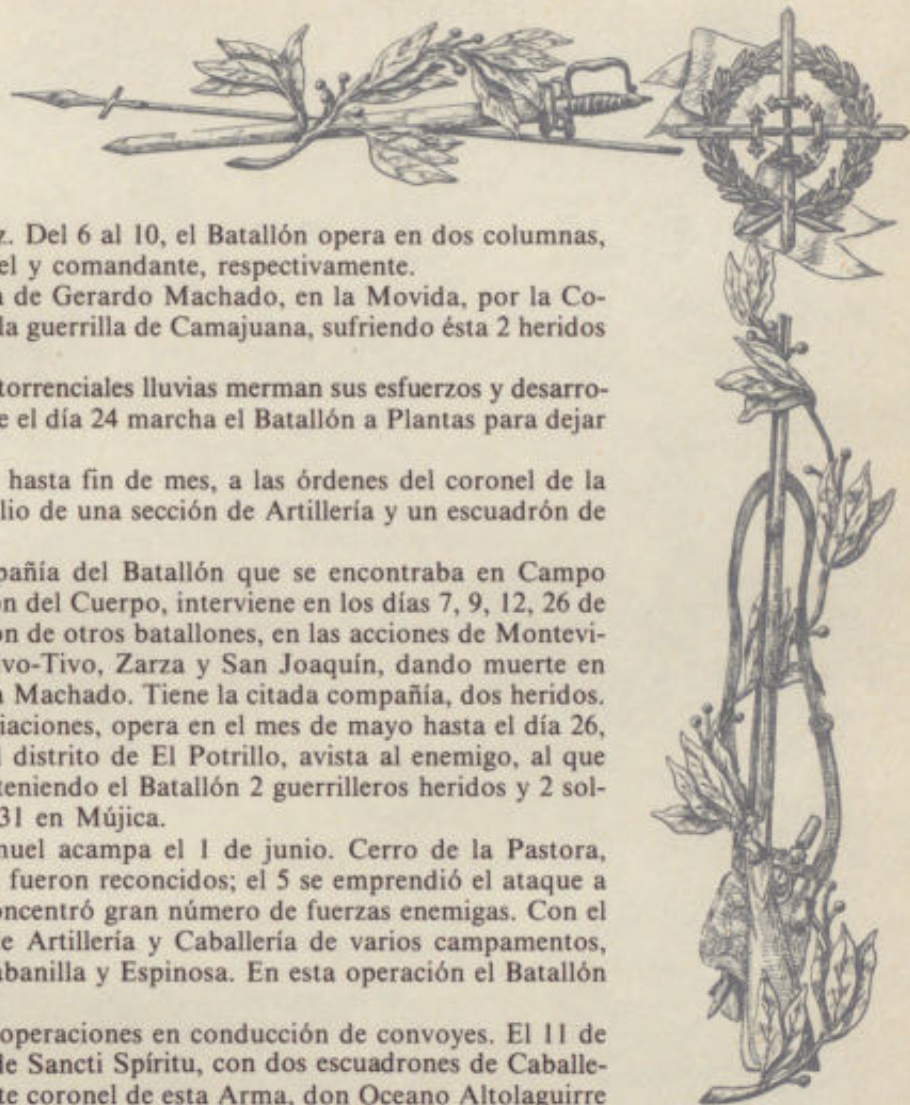 z. Del 6 al 10, el Batallón opera en dos columnas,
el y comandante, respectivamente.
a de Gerardo Machado, en la Movida, por la Co-
la guerrilla de Camajuana, sufriendo ésta 2 heridos
torrenciales lluvias merman sus esfuerzos y desarro-
e el día 24 marcha el Batallón a Plantas para dejar
hasta fin de mes, a las órdenes del coronel de la
lio de una sección de Artillería y un escuadrón de
pañía del Batallón que se encontraba en Campo
ón del Cuerpo, interviene en los días 7, 9, 12, 26 de
ón de otros batallones, en las acciones de Montevi-
ivo-Tivo, Zarza y San Joaquín, dando muerte en
a Machado. Tiene la citada compañía, dos heridos.
iaciones, opera en el mes de mayo hasta el día 26,
l distrito de El Potrillo, avista al enemigo, al que
teniendo el Batallón 2 guerrilleros heridos y 2 sol-
31 en Mújica.
nuel acampa el 1 de junio. Cerro de la Pastora,
fueron reconcidos; el 5 se emprendió el ataque a
oncentró gran número de fuerzas enemigas. Con el
e Artillería y Caballería de varios campamentos,
abanilla y Espinosa. En esta operación el Batallón
operaciones en conducción de convoyes. El 11 de
de Sancti Spíritu, con dos escuadrones de Caballe-
te coronel de esta Arma, don Oceano Altolaguirre